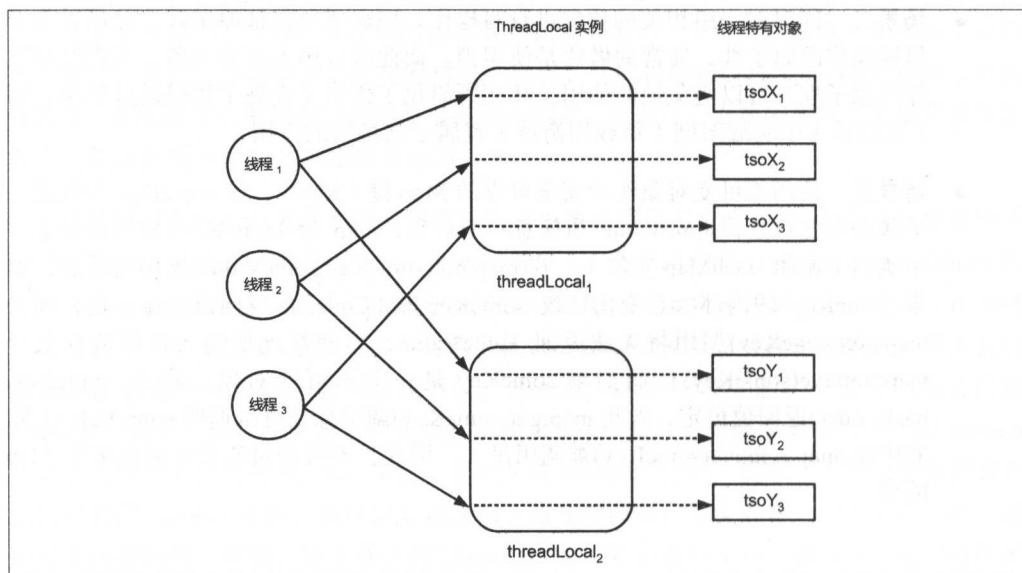 ThreadLocal 实例
线程特有对象
tsoX₁
线程 ₁
tsoX₂
tsoX₃
线程 ₂
threadLocal₁
tsoY₁
线程 ₃
tsoY₂
tsoY₃
threadLocal₂